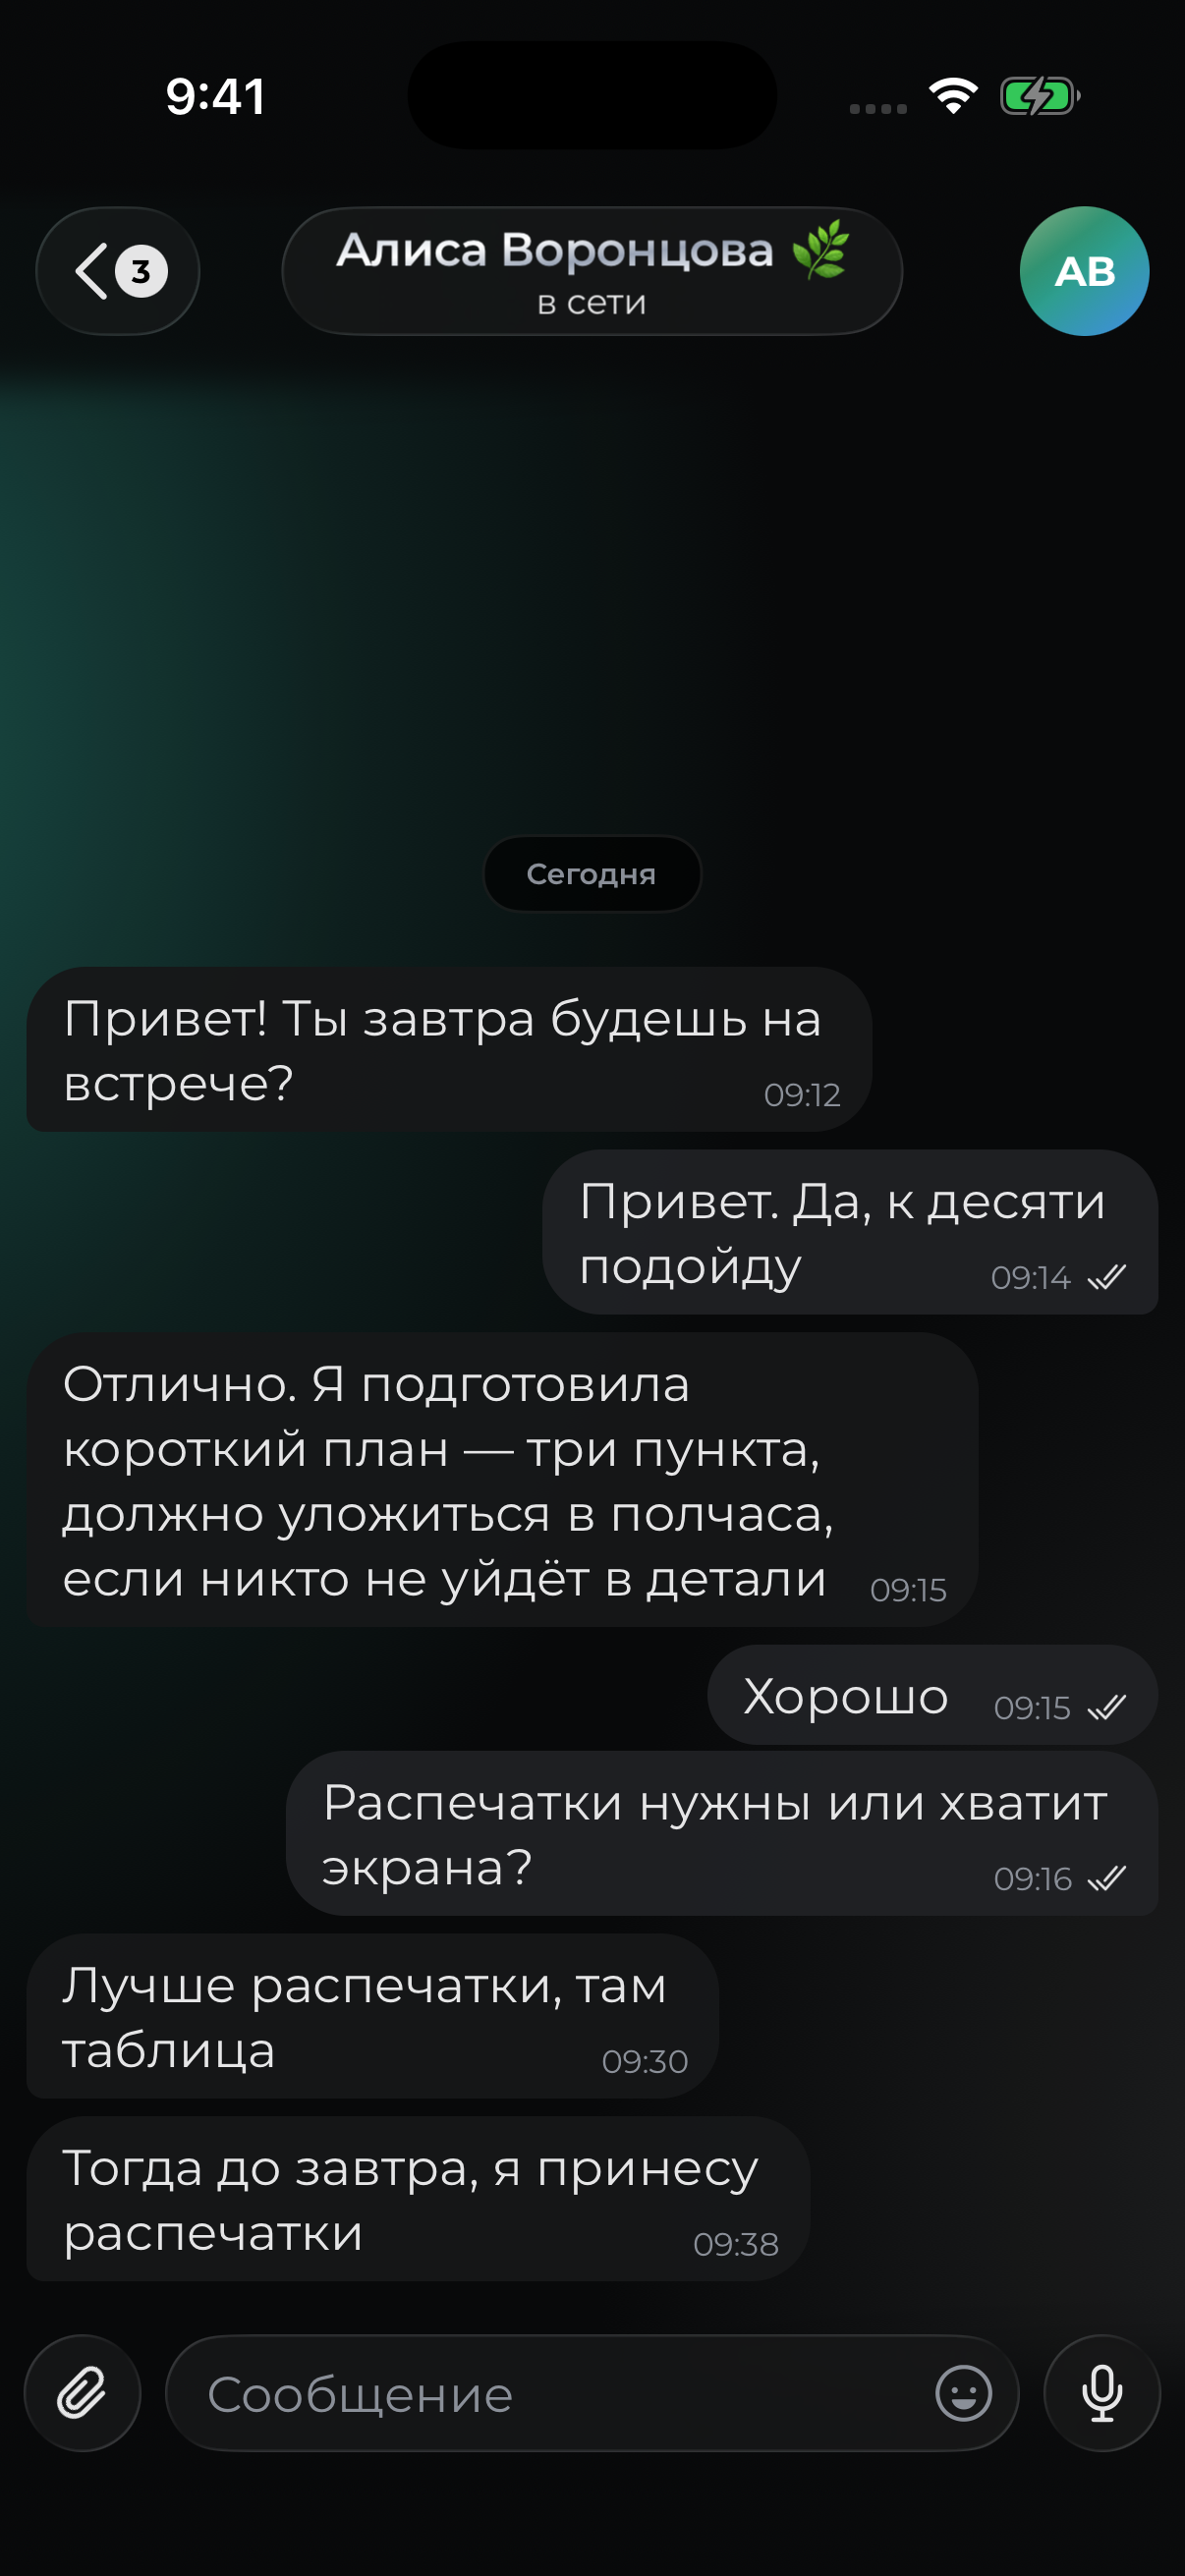 9:41
3
Алиса Воронцова 🌿
в сети
АВ
Сегодня
Привет! Ты завтра будешь на
встрече?
09:12
Привет. Да, к десяти
подойду
09:14
Отлично. Я подготовила
короткий план — три пункта,
должно уложиться в полчаса,
если никто не уйдёт в детали
09:15
Хорошо
09:15
Распечатки нужны или хватит
экрана?
09:16
Лучше распечатки, там
таблица
09:30
Тогда до завтра, я принесу
распечатки
09:38
Сообщение